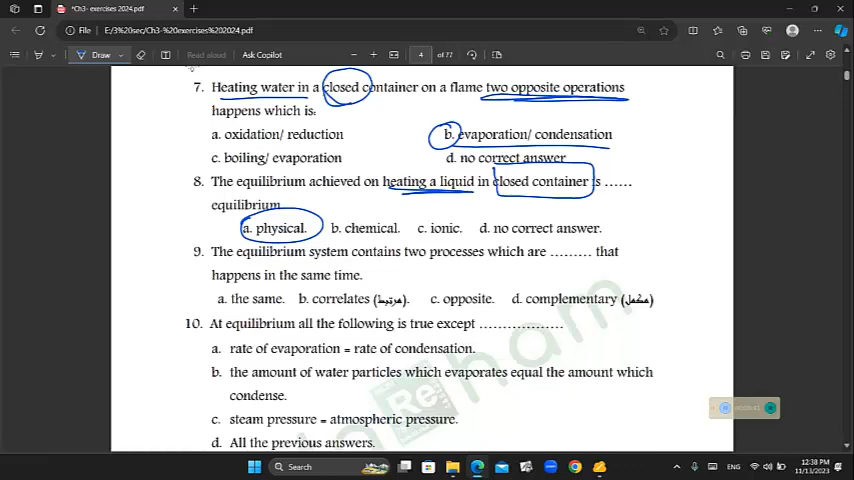 *Ch3- exercises 2024.pdf
File E:/3 sec/Ch3-%20exercises%202024.pdf
Draw Read aloud Ask Copilot 4 of 77
7. Heating water in a closed container on a flame two opposite operations
happens which is:
a. oxidation/ reduction b. evaporation/ condensation
c. boiling/ evaporation d. no correct answer
8. The equilibrium achieved on heating a liquid in closed container is ......
equilibrium
a. physical. b. chemical. c. ionic. d. no correct answer.
9. The equilibrium system contains two processes which are ......... that
happens in the same time.
a. the same. b. correlates (مرتبط). c. opposite. d. complementary (مكمل)
10. At equilibrium all the following is true except ..................
a. rate of evaporation = rate of condensation.
b. the amount of water particles which evaporates equal the amount which
condense.
c. steam pressure = atmospheric pressure.
d. All the previous answers.
Re
ham
Search
ENG
12:38 PM
11/13/2023